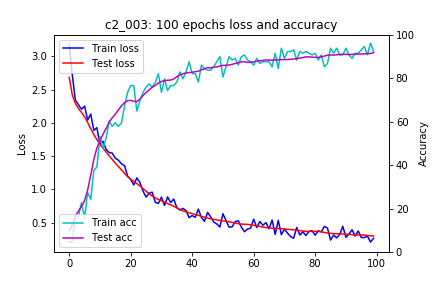 c2_003: 100 epochs loss and accuracy
Train loss
Test loss
Train acc
Test acc
Loss
3.0
2.5
2.0
1.5
1.0
0.5
100
80
60
40
20
0
Accuracy
0 20 40 60 80 100